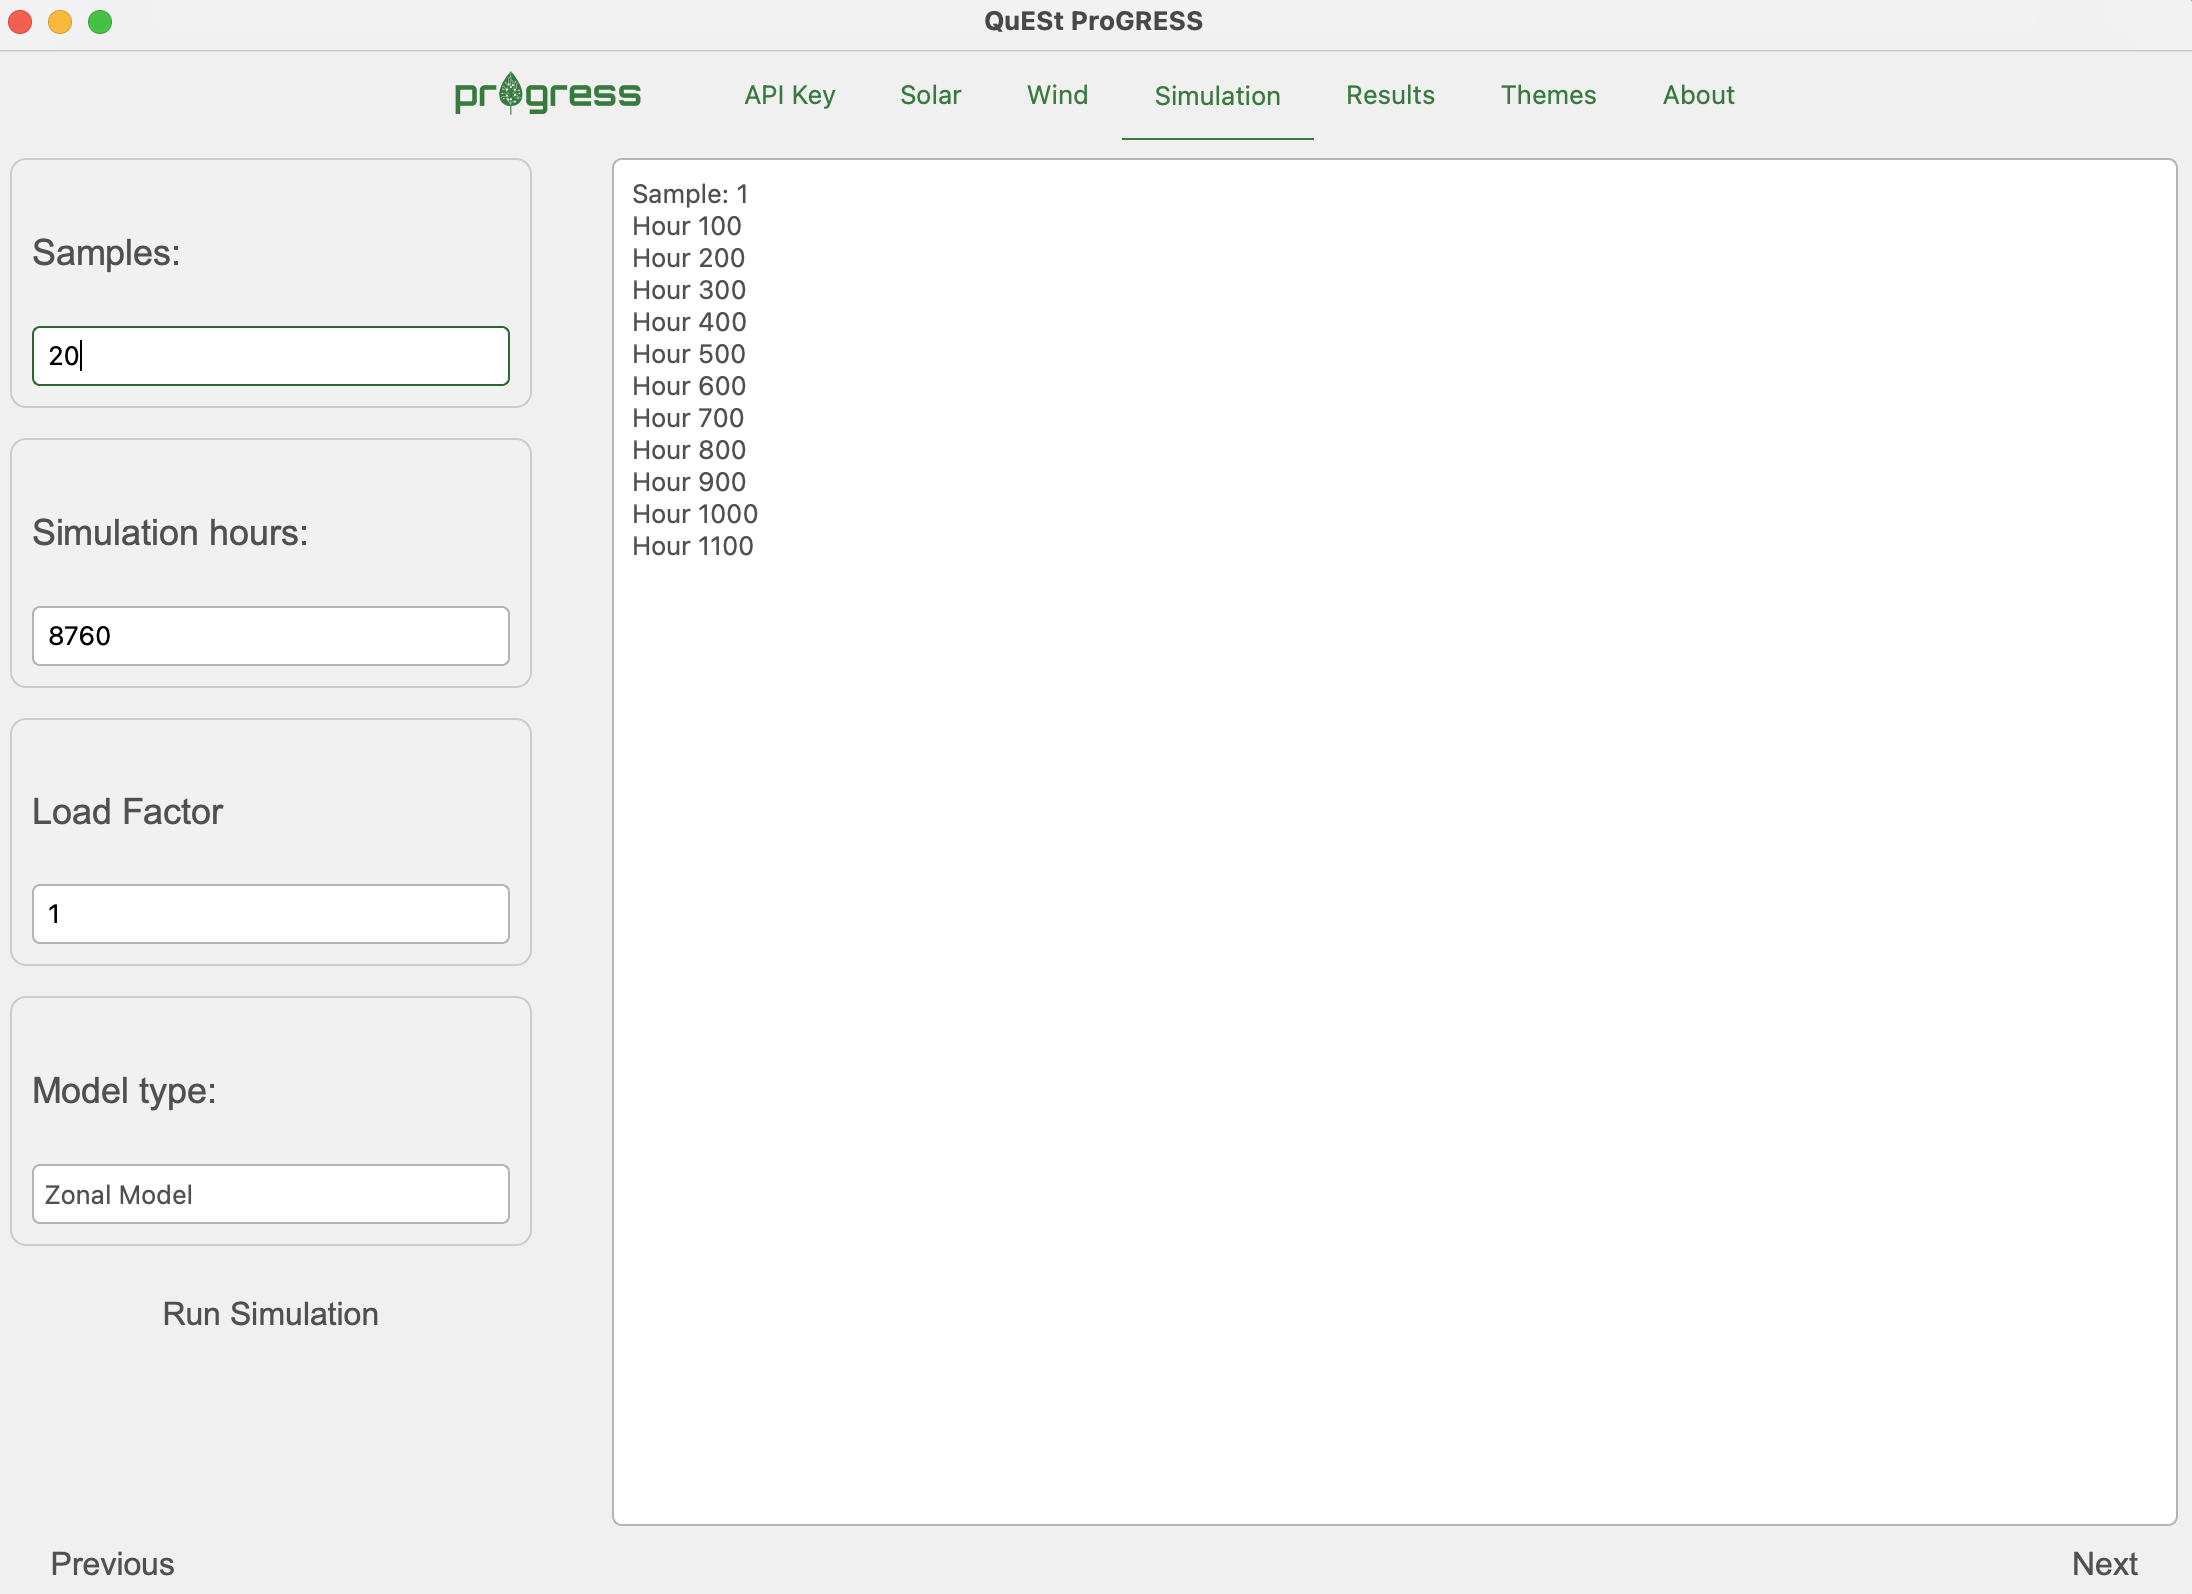 QuESt ProGRESS
progress API Key Solar Wind Simulation Results Themes About
Samples:
20
Simulation hours:
8760
Load Factor
1
Model type:
Zonal Model
Run Simulation
Sample: 1
Hour 100
Hour 200
Hour 300
Hour 400
Hour 500
Hour 600
Hour 700
Hour 800
Hour 900
Hour 1000
Hour 1100
Previous
Next